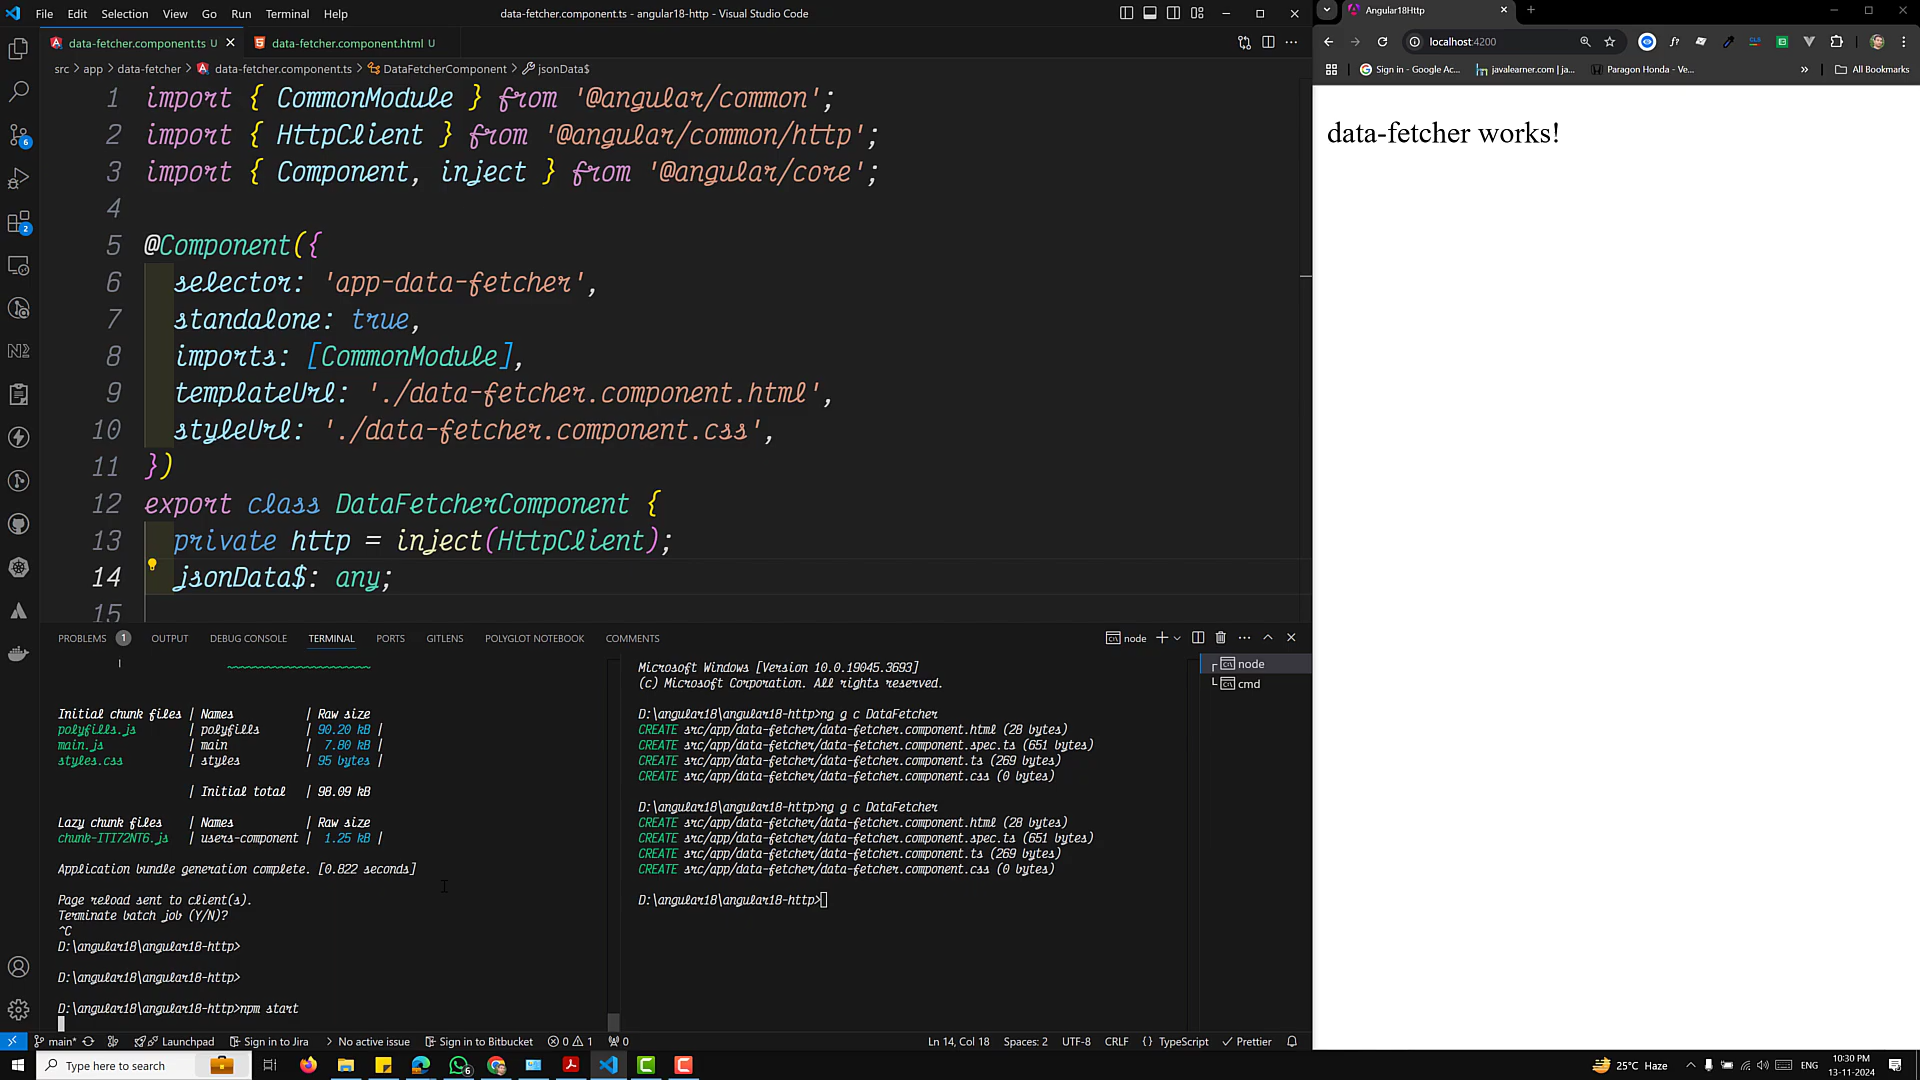 File Edit Selection View Go Run Terminal Help
data-fetcher.component.ts - angular18-http - Visual Studio Code
data-fetcher.component.ts U
data-fetcher.component.html U
src > app > data-fetcher > data-fetcher.component.ts > DataFetcherComponent > jsonData$
1 import { CommonModule } from '@angular/common';
2 import { HttpClient } from '@angular/common/http';
3 import { Component, inject } from '@angular/core';
4
5 @Component({
6 selector: 'app-data-fetcher',
7 standalone: true,
8 imports: [CommonModule],
9 templateUrl: './data-fetcher.component.html',
10 styleUrl: './data-fetcher.component.css',
11 })
12 export class DataFetcherComponent {
13 private http = inject(HttpClient);
14 jsonData$: any;
15
6
2
PROBLEMS 1 OUTPUT DEBUG CONSOLE TERMINAL PORTS GITLENS POLYGLOT NOTEBOOK COMMENTS
node
Initial chunk files | Names | Raw size
polyfills.js | polyfills | 90.20 kB |
main.js | main | 7.80 kB |
styles.css | styles | 95 bytes |
| Initial total | 98.09 kB
Lazy chunk files | Names | Raw size
chunk-ITI72NT6.js | users-component | 1.25 kB |
Application bundle generation complete. [0.822 seconds]
Page reload sent to client(s).
Terminate batch job (Y/N)?
^C
D:\angular18\angular18-http>
D:\angular18\angular18-http>
D:\angular18\angular18-http>npm start
Microsoft Windows [Version 10.0.19045.3693]
(c) Microsoft Corporation. All rights reserved.
D:\angular18\angular18-http>ng g c DataFetcher
CREATE src/app/data-fetcher/data-fetcher.component.html (28 bytes)
CREATE src/app/data-fetcher/data-fetcher.component.spec.ts (651 bytes)
CREATE src/app/data-fetcher/data-fetcher.component.ts (269 bytes)
CREATE src/app/data-fetcher/data-fetcher.component.css (0 bytes)
D:\angular18\angular18-http>ng g c DataFetcher
CREATE src/app/data-fetcher/data-fetcher.component.html (28 bytes)
CREATE src/app/data-fetcher/data-fetcher.component.spec.ts (651 bytes)
CREATE src/app/data-fetcher/data-fetcher.component.ts (269 bytes)
CREATE src/app/data-fetcher/data-fetcher.component.css (0 bytes)
D:\angular18\angular18-http>
node
cmd
main* Launchpad Sign in to Jira No active issue Sign in to Bitbucket 0 1 0
Ln 14, Col 18 Spaces: 2 UTF-8 CRLF {} TypeScript Prettier
Angular18Http
localhost:4200
Sign in - Google Ac... javalearner.com | ja... Paragon Honda - Ve... » All Bookmarks
data-fetcher works!
Type here to search
6
25°C Haze
ENG
10:30 PM
13-11-2024